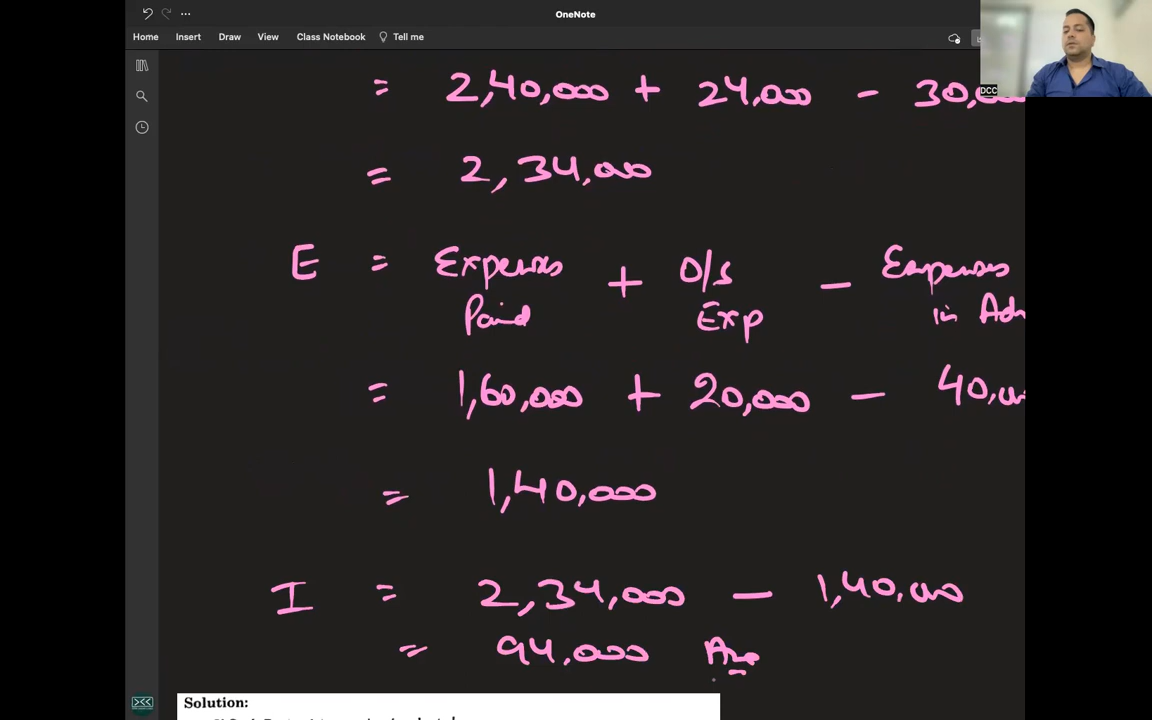 OneNote
Home Insert Draw View Class Notebook Tell me
DCC
= 2,40,000 + 24,000 - 30,000
= 2,34,000
E = Expenses Paid + O/s Exp - Expenses in Adv
= 1,60,000 + 20,000 - 40,00
= 1,40,000
I = 2,34,000 - 1,40,000
= 94,000 Ans
Solution: